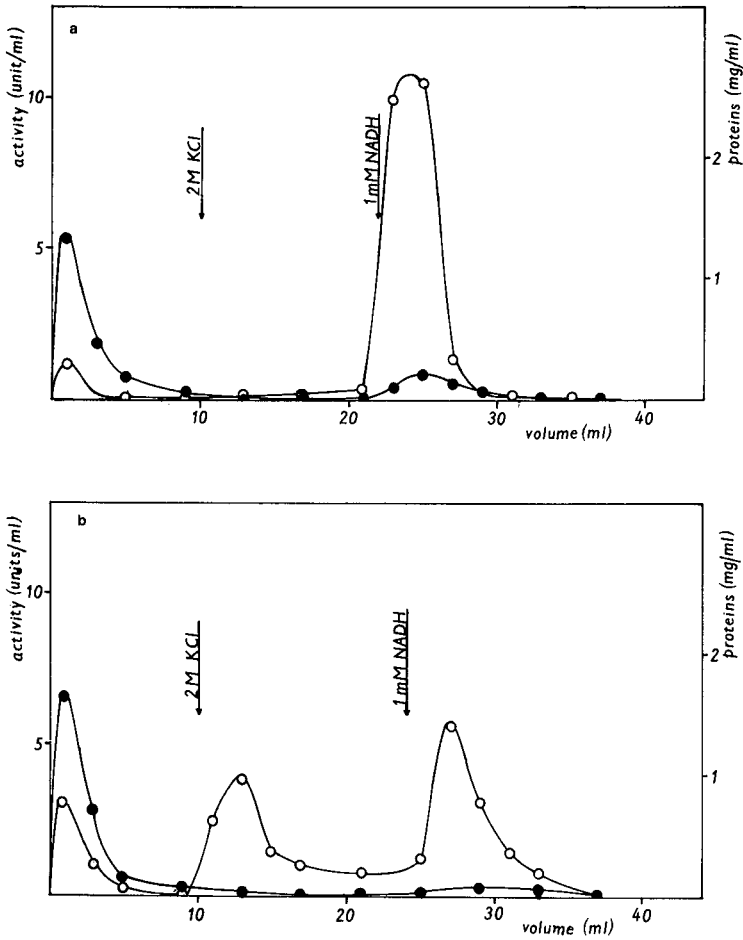 a
activity (unit/ml)
10
5
2M KCl
1mM NADH
proteins (mg/ml)
2
1
10
20
30
40
volume (ml)
b
activity (units/ml)
10
5
2M KCl
1mM NADH
proteins (mg/ml)
2
1
10
20
30
40
volume (ml)